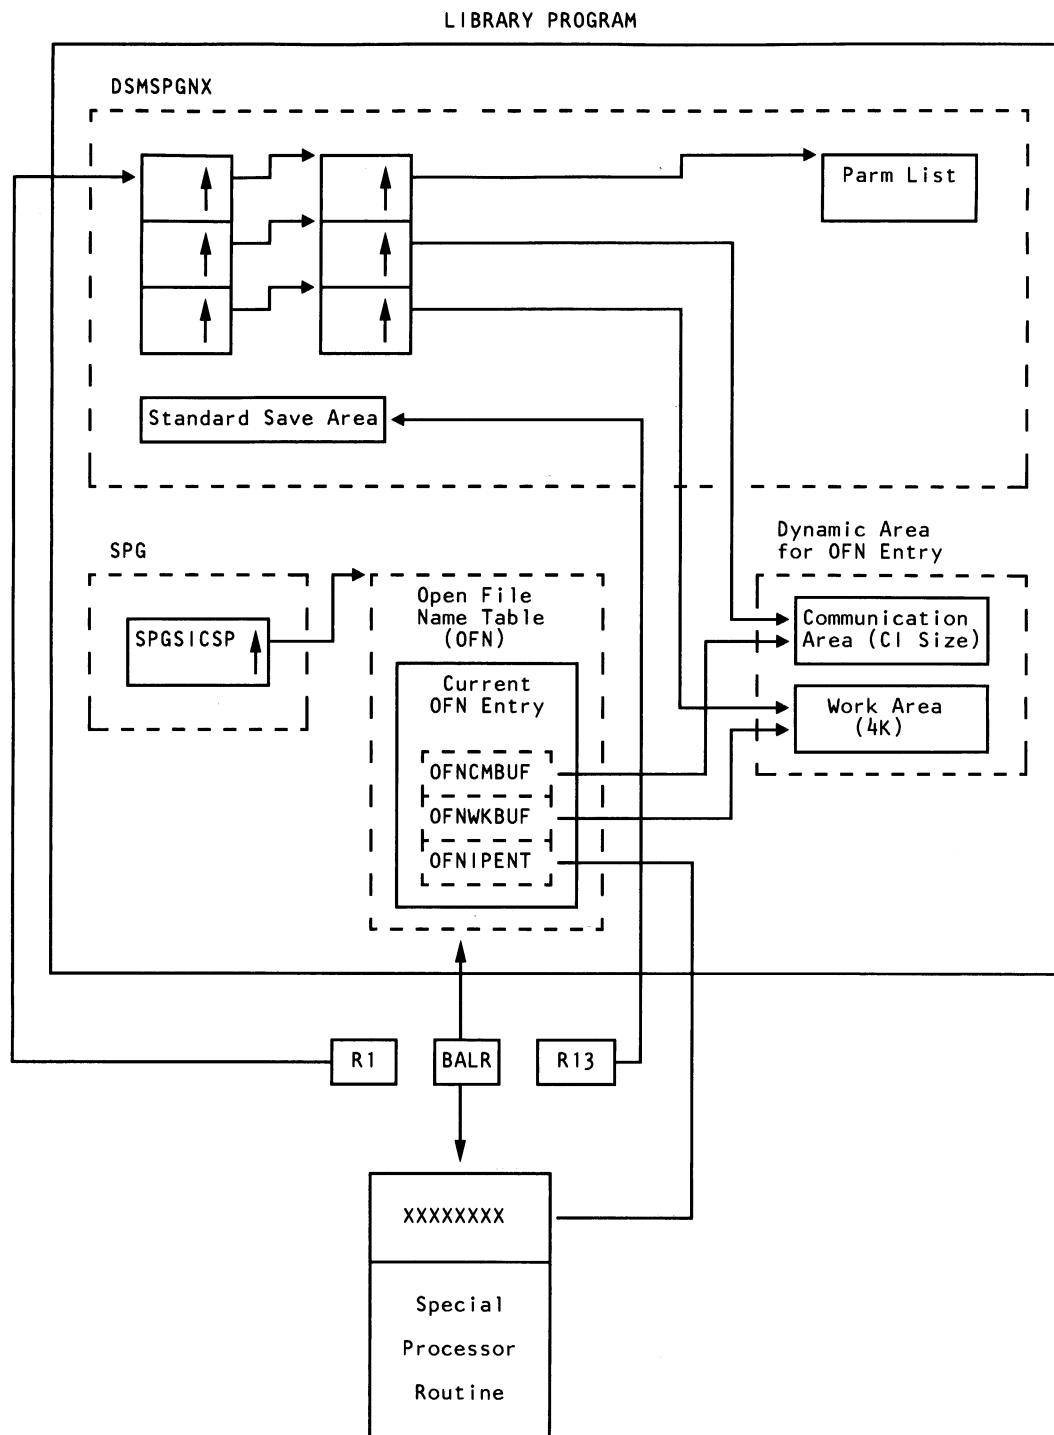 LIBRARY PROGRAM
DSMSPGNX
Parm List
Standard Save Area
SPG
SPGSICSP
Open File
Name Table
(OFN)
Current
OFN Entry
OFNCMBUF
OFNWKBUF
OFNIPENT
Dynamic Area
for OFN Entry
Communication
Area (CI Size)
Work Area
(4K)
R1
BALR
R13
XXXXXXXX
Special
Processor
Routine